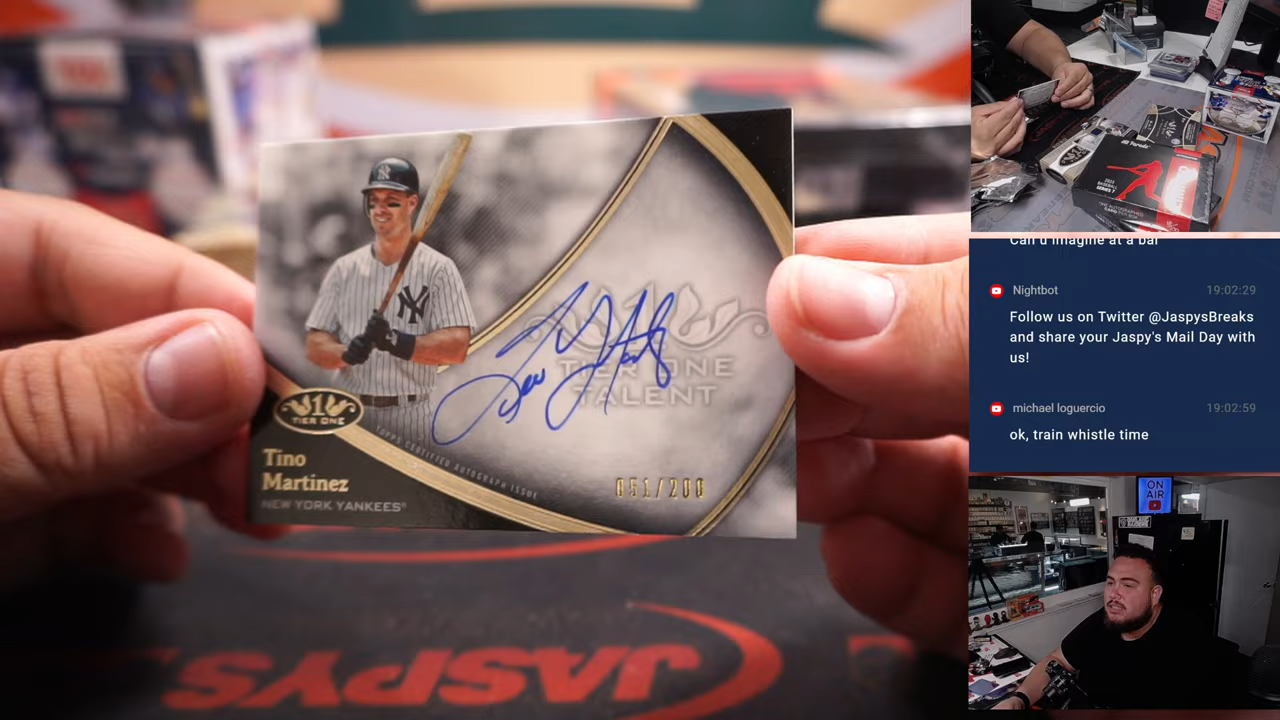 TIER ONE
TALENT
1
TIER ONE
Tino
Martinez
NEW YORK YANKEES®
TOPPS CERTIFIED AUTOGRAPH ISSUE
051/200
JASPYS
Can u imagine at a bar
Nightbot 19:02:29
Follow us on Twitter @JaspysBreaks
and share your Jaspy's Mail Day with
us!
michael loguercio 19:02:59
ok, train whistle time
ON
AIR